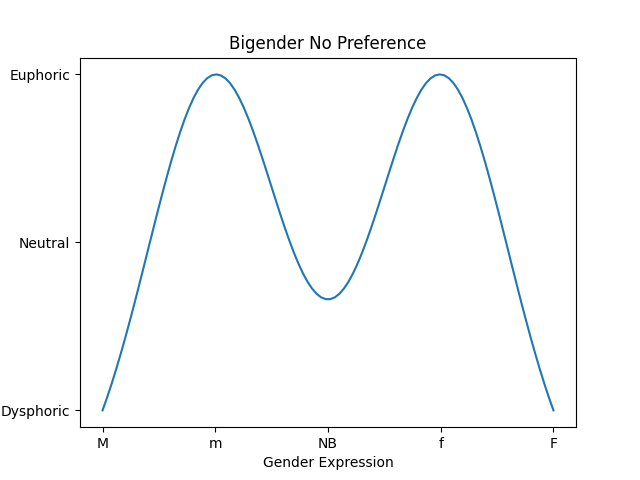 Bigender No Preference
Euphoric
Neutral
Dysphoric
M m NB f F
Gender Expression